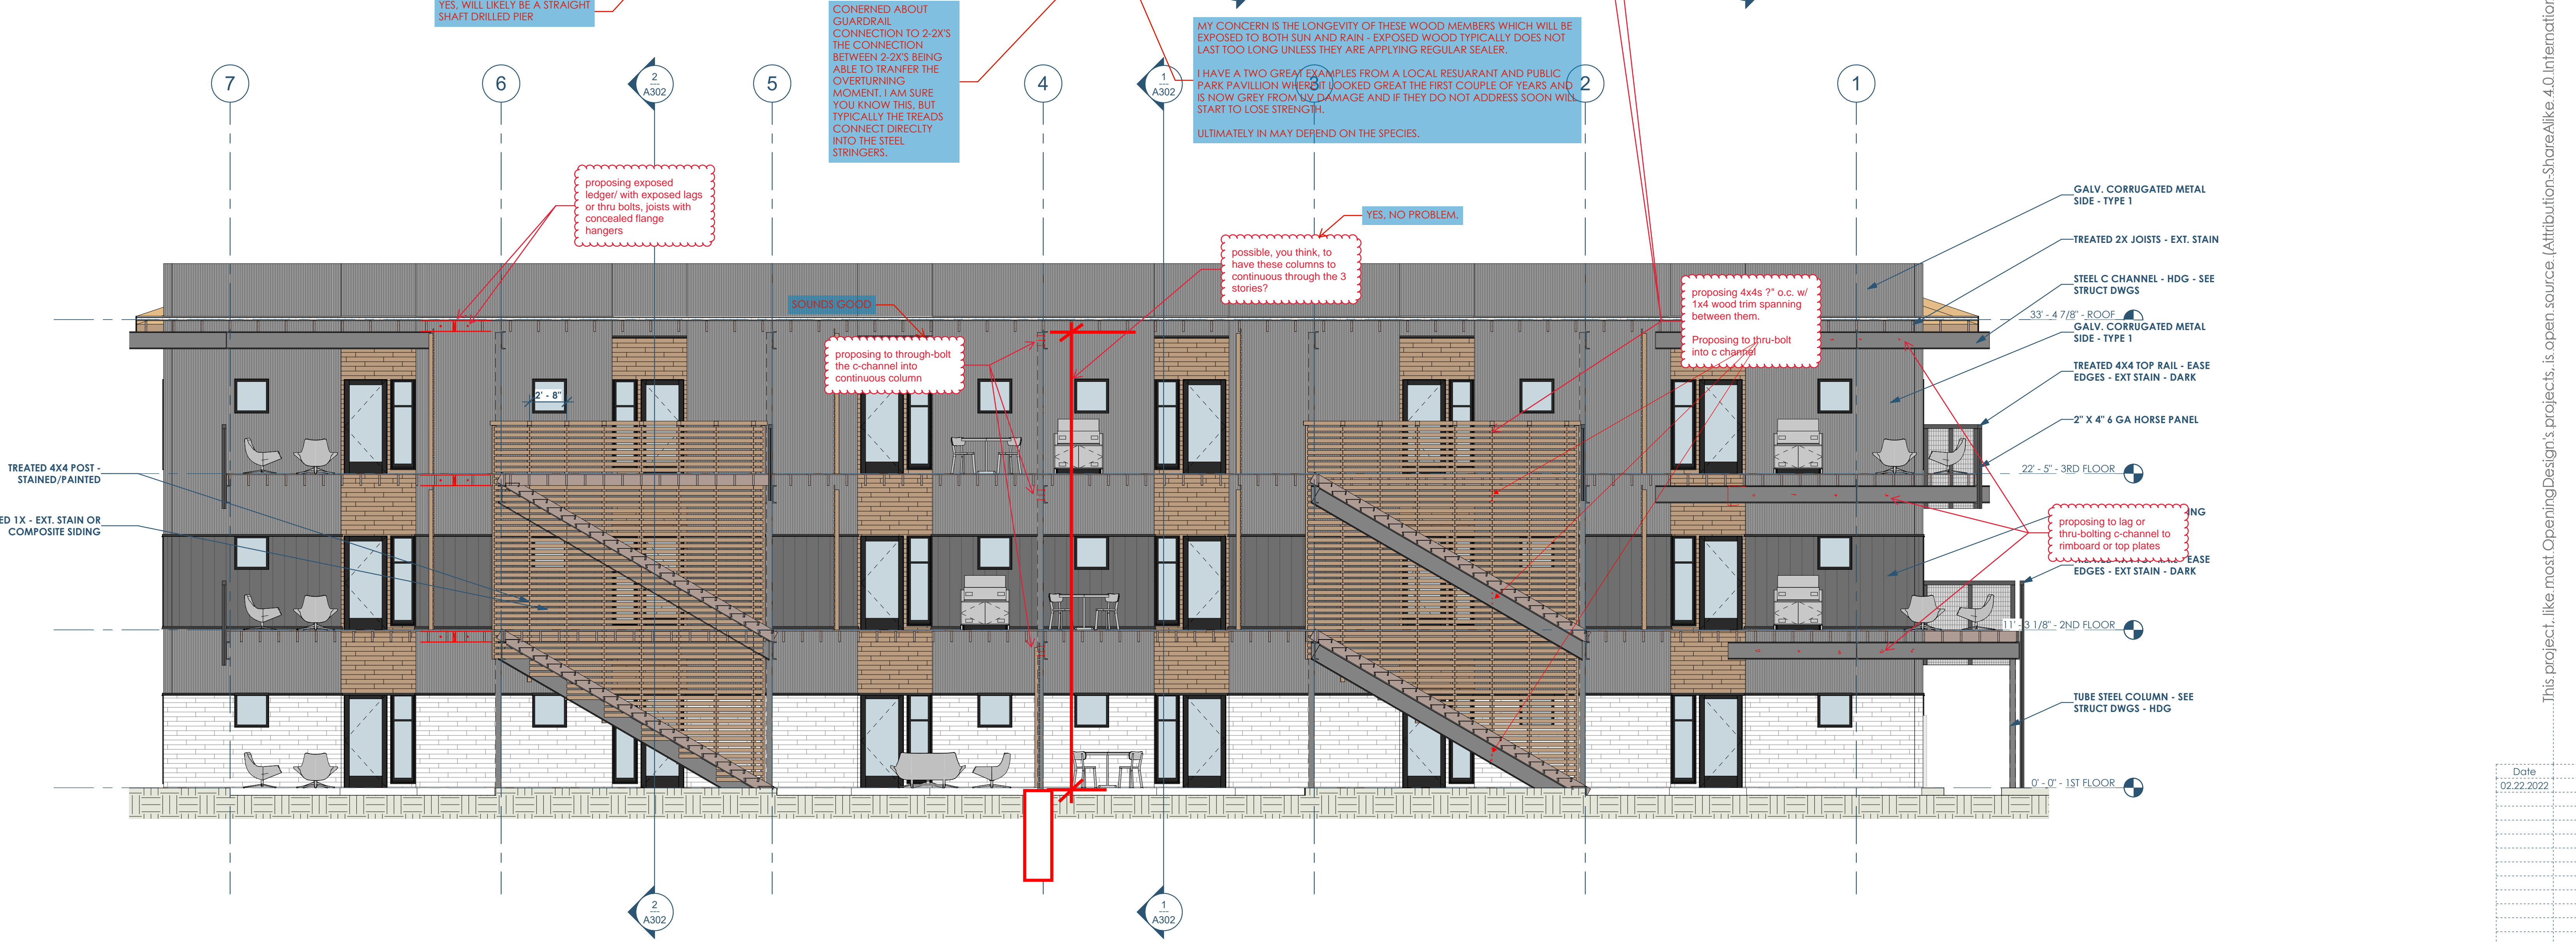 YES, WILL LIKELY BE A STRAIGHT
SHAFT DRILLED PIER
CONERNED ABOUT
GUARDRAIL
CONNECTION TO 2-2X'S
THE CONNECTION
BETWEEN 2-2X'S BEING
ABLE TO TRANFER THE
OVERTURNING
MOMENT. I AM SURE
YOU KNOW THIS, BUT
TYPICALLY THE TREADS
CONNECT DIRECLTY
INTO THE STEEL
STRINGERS.
MY CONCERN IS THE LONGEVITY OF THESE WOOD MEMBERS WHICH WILL BE
EXPOSED TO BOTH SUN AND RAIN - EXPOSED WOOD TYPICALLY DOES NOT
LAST TOO LONG UNLESS THEY ARE APPLYING REGULAR SEALER.
I HAVE A TWO GREAT EXAMPLES FROM A LOCAL RESUARANT AND PUBLIC
PARK PAVILLION WHERE IT LOOKED GREAT THE FIRST COUPLE OF YEARS AND
IS NOW GREY FROM UV DAMAGE AND IF THEY DO NOT ADDRESS SOON WILL
START TO LOSE STRENGTH.
ULTIMATELY IN MAY DEPEND ON THE SPECIES.
7
6
2
---
A302
5
4
1
---
A302
3
2
1
proposing exposed
ledger/ with exposed lags
or thru bolts, joists with
concealed flange
hangers
YES, NO PROBLEM.
possible, you think, to
have these columns to
continuous through the 3
stories?
SOUNDS GOOD
proposing to through-bolt
the c-channel into
continuous column
proposing 4x4s ?" o.c. w/
1x4 wood trim spanning
between them.
Proposing to thru-bolt
into c channel
GALV. CORRUGATED METAL
SIDE - TYPE 1
TREATED 2X JOISTS - EXT. STAIN
STEEL C CHANNEL - HDG - SEE
STRUCT DWGS
33' - 4 7/8" - ROOF
GALV. CORRUGATED METAL
SIDE - TYPE 1
TREATED 4X4 TOP RAIL - EASE
EDGES - EXT STAIN - DARK
2" X 4" 6 GA HORSE PANEL
2' - 8"
22' - 5" - 3RD FLOOR
TREATED 4X4 POST -
STAINED/PAINTED
ED 1X - EXT. STAIN OR
COMPOSITE SIDING
NG
proposing to lag or
thru-bolting c-channel to
rimboard or top plates
EASE
EDGES - EXT STAIN - DARK
11' - 3 1/8" - 2ND FLOOR
TUBE STEEL COLUMN - SEE
STRUCT DWGS - HDG
0' - 0" - 1ST FLOOR
2
---
A302
1
---
A302
This project, like most OpeningDesign's projects, is open source. (Attribution-ShareAlike 4.0 Internation
Date
02.22.2022